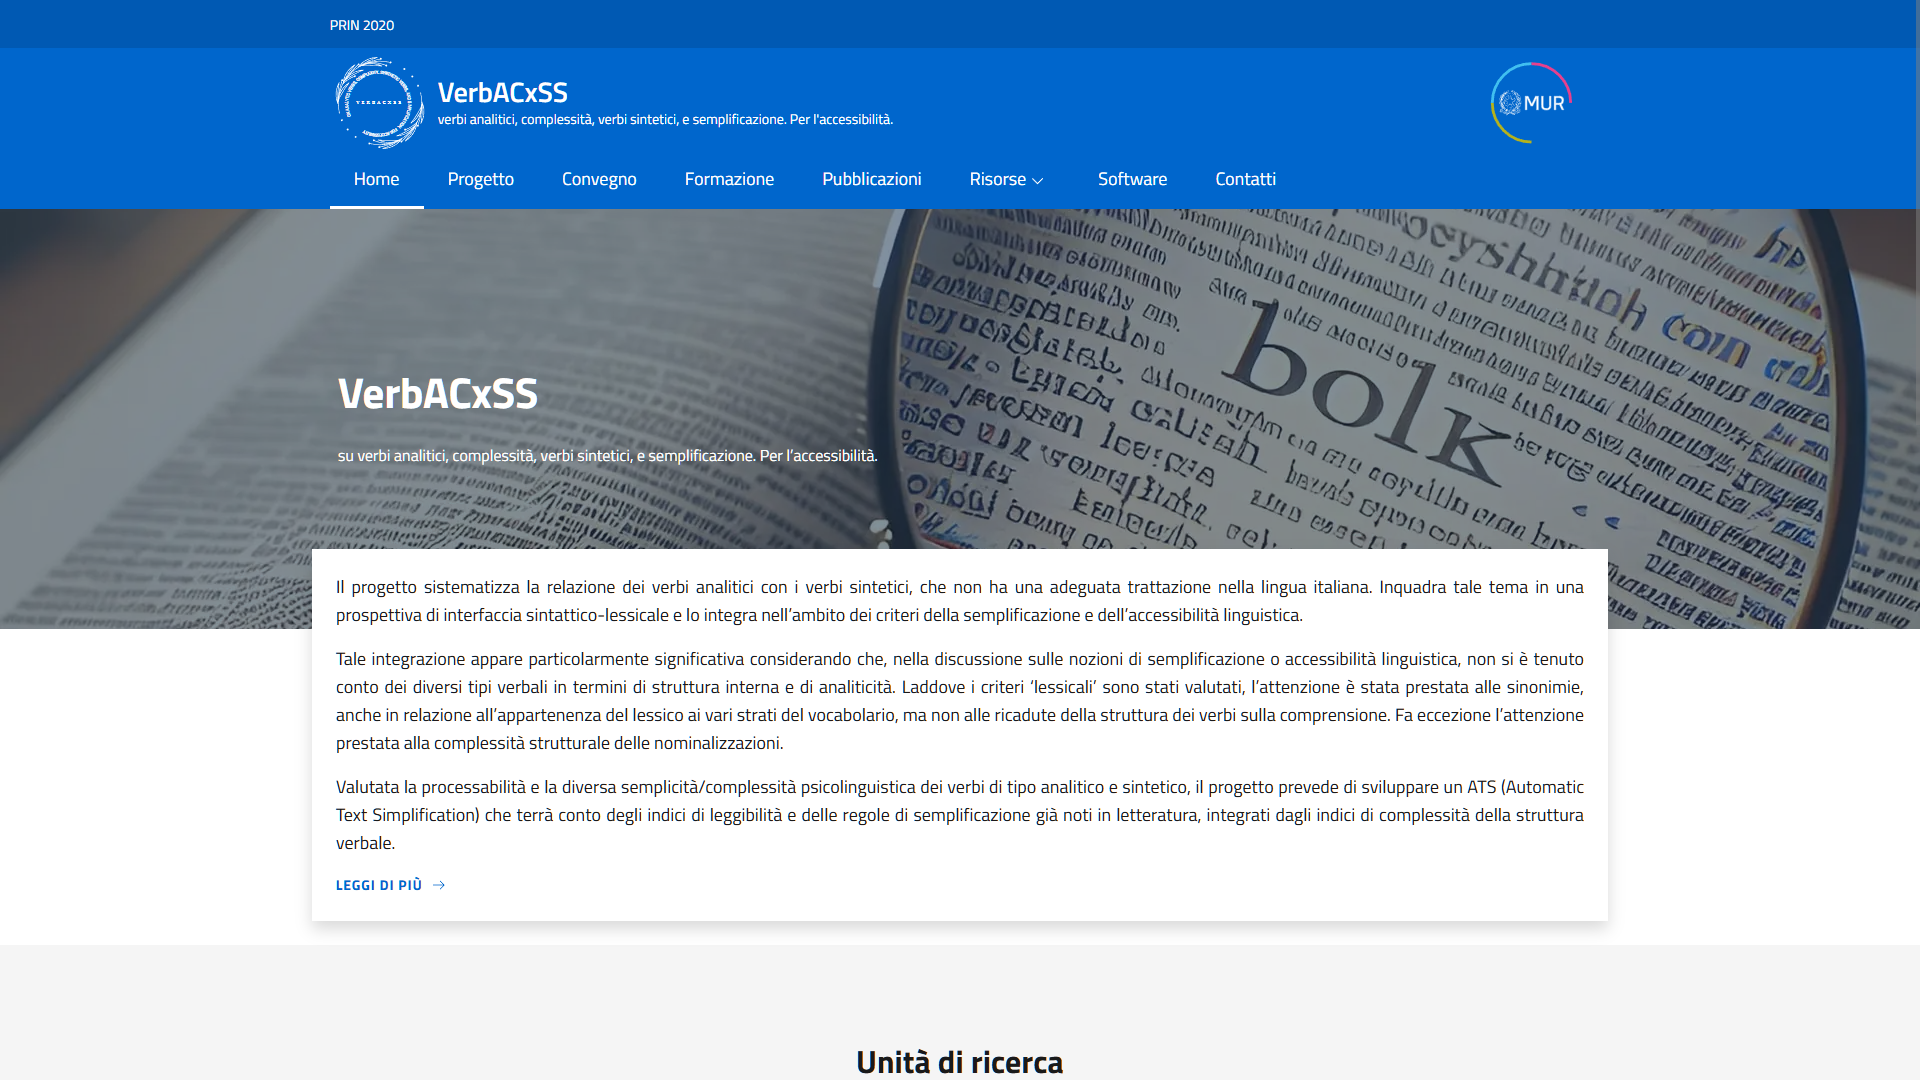 PRIN 2020
VERBACXSS
VerbACxSS
verbi analitici, complessità, verbi sintetici, e semplificazione. Per l'accessibilità.
MUR
Home Progetto Convegno Formazione Pubblicazioni Risorse Software Contatti
bolk
VerbACxSS
su verbi analitici, complessità, verbi sintetici, e semplificazione. Per l’accessibilità.
Il progetto sistematizza la relazione dei verbi analitici con i verbi sintetici, che non ha una adeguata trattazione nella lingua italiana. Inquadra tale tema in una
prospettiva di interfaccia sintattico-lessicale e lo integra nell’ambito dei criteri della semplificazione e dell’accessibilità linguistica.
Tale integrazione appare particolarmente significativa considerando che, nella discussione sulle nozioni di semplificazione o accessibilità linguistica, non si è tenuto
conto dei diversi tipi verbali in termini di struttura interna e di analiticità. Laddove i criteri ‘lessicali’ sono stati valutati, l’attenzione è stata prestata alle sinonimie,
anche in relazione all’appartenenza del lessico ai vari strati del vocabolario, ma non alle ricadute della struttura dei verbi sulla comprensione. Fa eccezione l’attenzione
prestata alla complessità strutturale delle nominalizzazioni.
Valutata la processabilità e la diversa semplicità/complessità psicolinguistica dei verbi di tipo analitico e sintetico, il progetto prevede di sviluppare un ATS (Automatic
Text Simplification) che terrà conto degli indici di leggibilità e delle regole di semplificazione già noti in letteratura, integrati dagli indici di complessità della struttura
verbale.
LEGGI DI PIÙ
Unità di ricerca